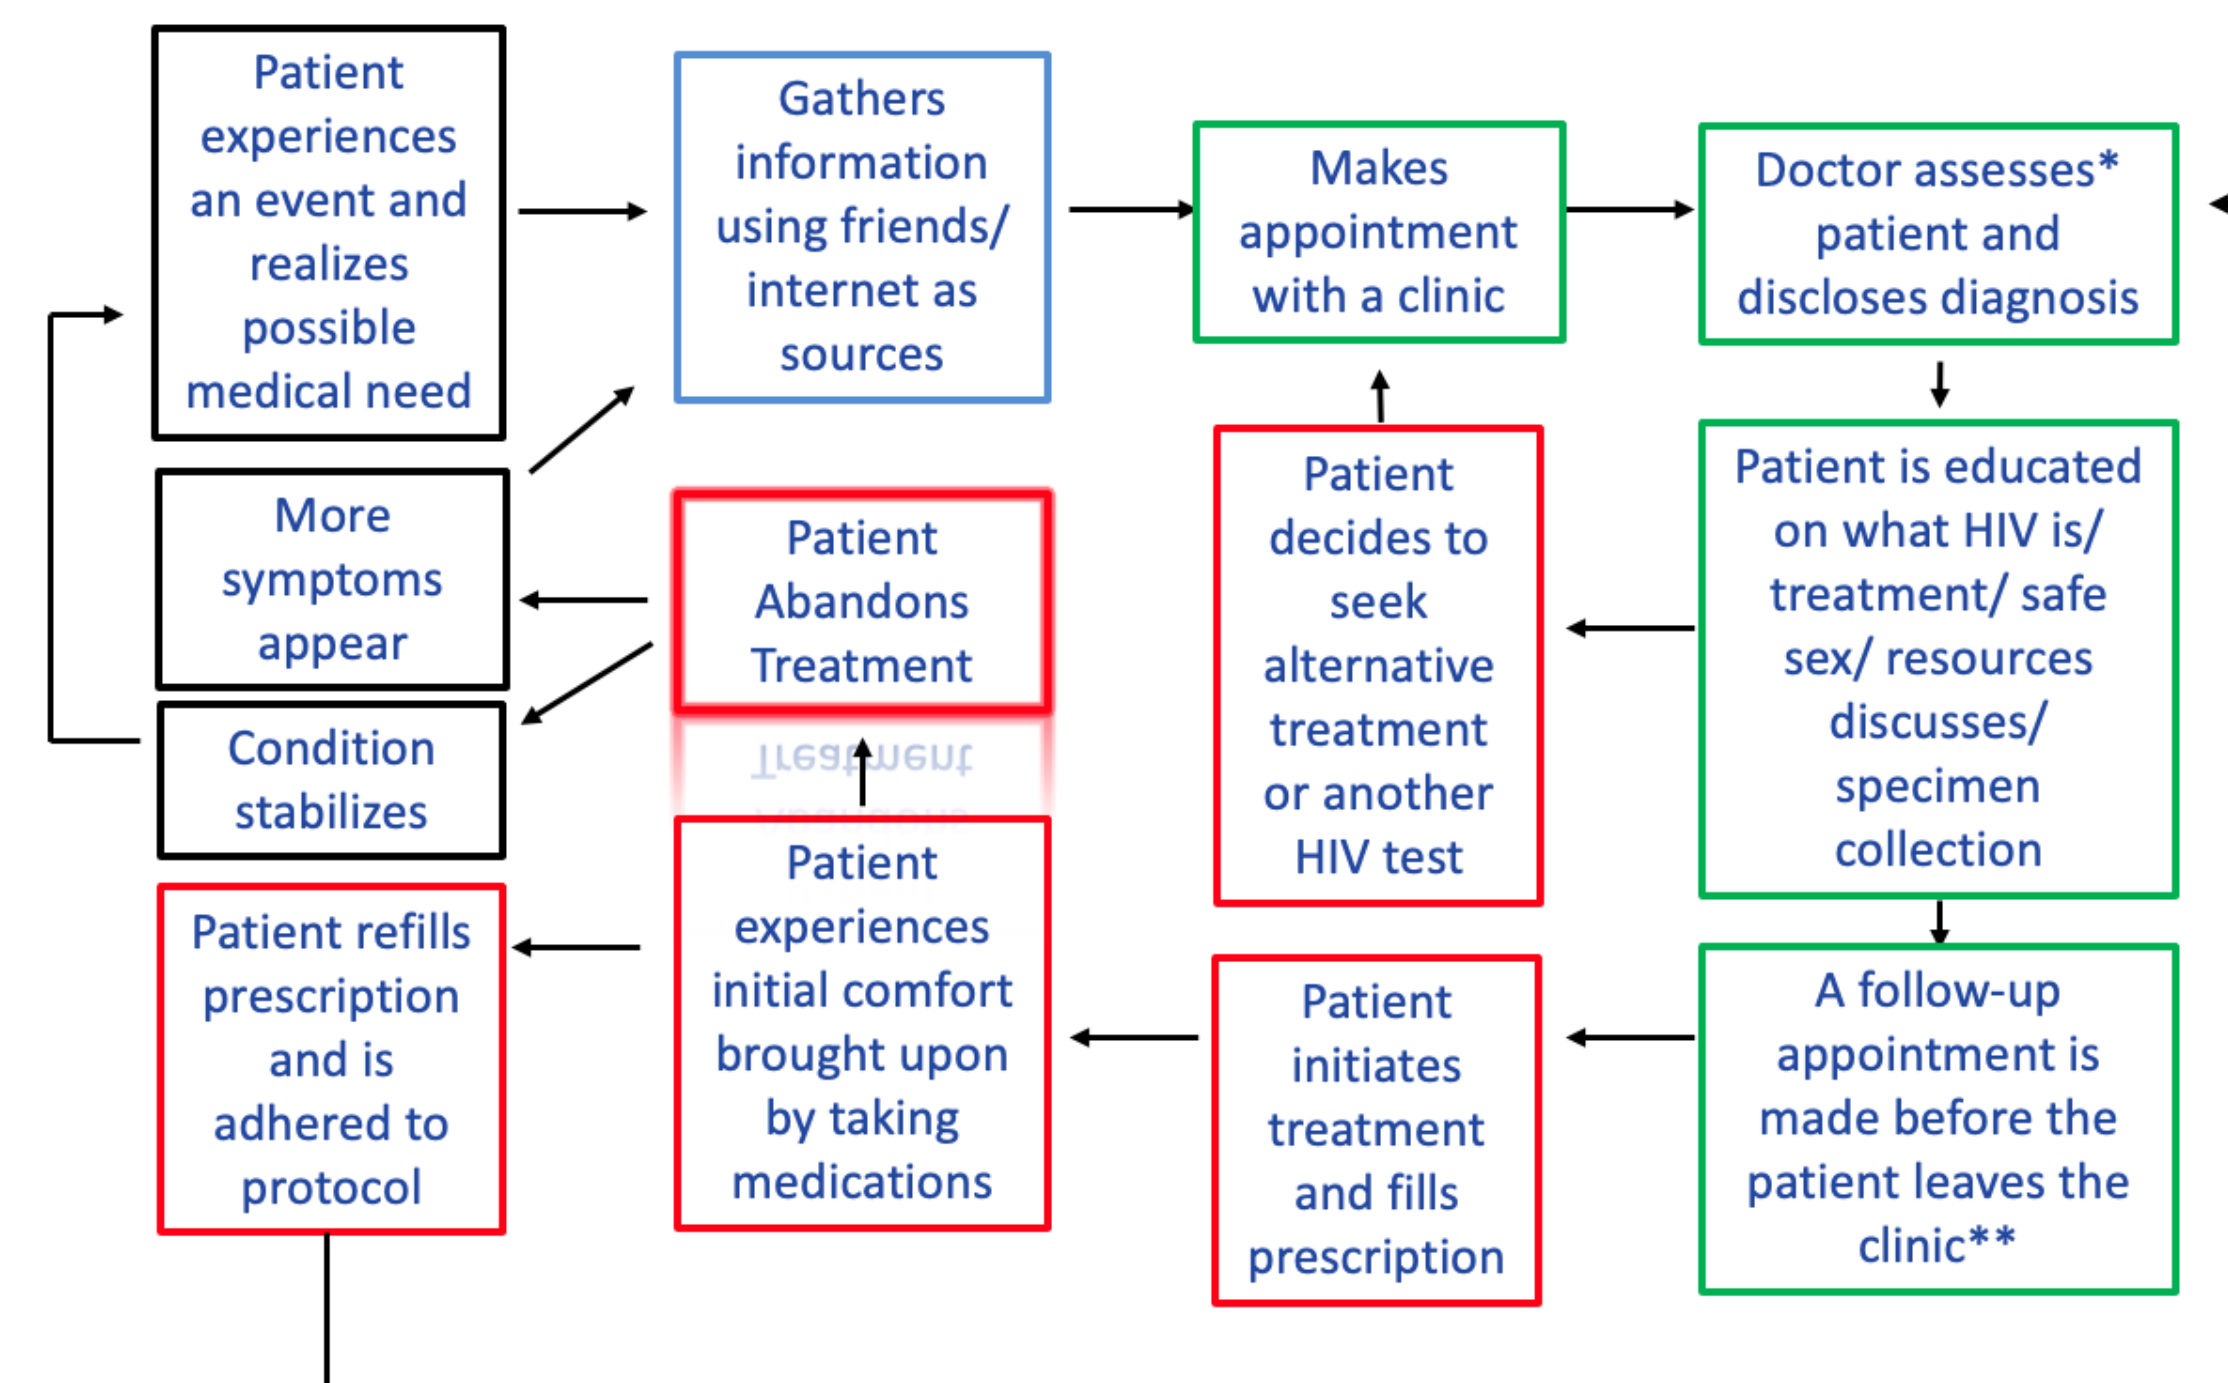 Patient
experiences
an event and
realizes
possible
medical need
Gathers
information
using friends/
internet as
sources
Makes
appointment
with a clinic
Doctor assesses*
patient and
discloses diagnosis
More
symptoms
appear
Patient
Abandons
Treatment
Patient
decides to
seek
alternative
treatment
or another
HIV test
Patient is educated
on what HIV is/
treatment/ safe
sex/ resources
discusses/
specimen
collection
Condition
stabilizes
Patient refills
prescription
and is
adhered to
protocol
Patient
experiences
initial comfort
brought upon
by taking
medications
Patient
initiates
treatment
and fills
prescription
A follow-up
appointment is
made before the
patient leaves the
clinic**